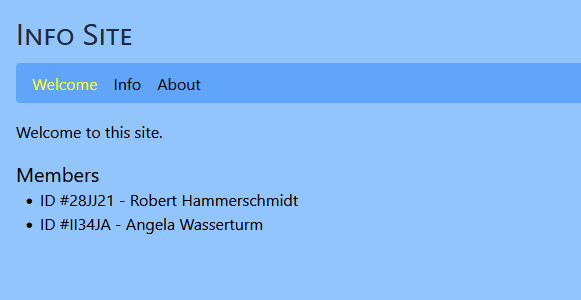 Info Site
Welcome Info About
Welcome to this site.
Members
• ID #28JJ21 - Robert Hammerschmidt
• ID #II34JA - Angela Wasserturm